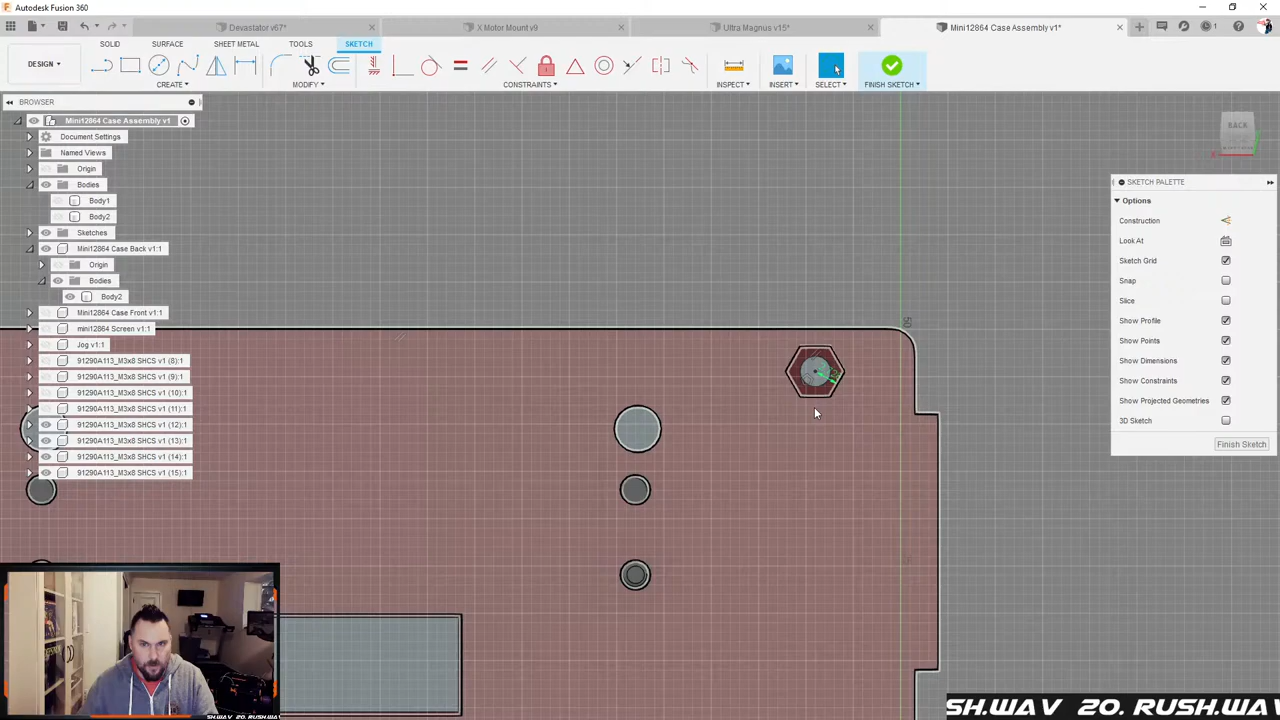 Autodesk Fusion 360
Devastator v67*
X Motor Mount v9
Ultra Magnus v15*
Mini12864 Case Assembly v1*
1
SOLID
SURFACE
SHEET METAL
TOOLS
SKETCH
DESIGN
CREATE
MODIFY
CONSTRAINTS
INSPECT
INSERT
SELECT
FINISH SKETCH
BROWSER
Mini12864 Case Assembly v1
Document Settings
Named Views
Origin
Bodies
Body1
Body2
Sketches
Mini12864 Case Back v1:1
Origin
Bodies
Body2
Mini12864 Case Front v1:1
mini12864 Screen v1:1
Jog v1:1
91290A113_M3x8 SHCS v1 (8):1
91290A113_M3x8 SHCS v1 (9):1
91290A113_M3x8 SHCS v1 (10):1
91290A113_M3x8 SHCS v1 (11):1
91290A113_M3x8 SHCS v1 (12):1
91290A113_M3x8 SHCS v1 (13):1
91290A113_M3x8 SHCS v1 (14):1
91290A113_M3x8 SHCS v1 (15):1
BACK
SKETCH PALETTE
Options
Construction
Look At
Sketch Grid
Snap
Slice
Show Profile
Show Points
Show Dimensions
Show Constraints
Show Projected Geometries
3D Sketch
Finish Sketch
50
SH.WAV 20. RUSH.WAV
SH.WAV 20. RUSH.WA